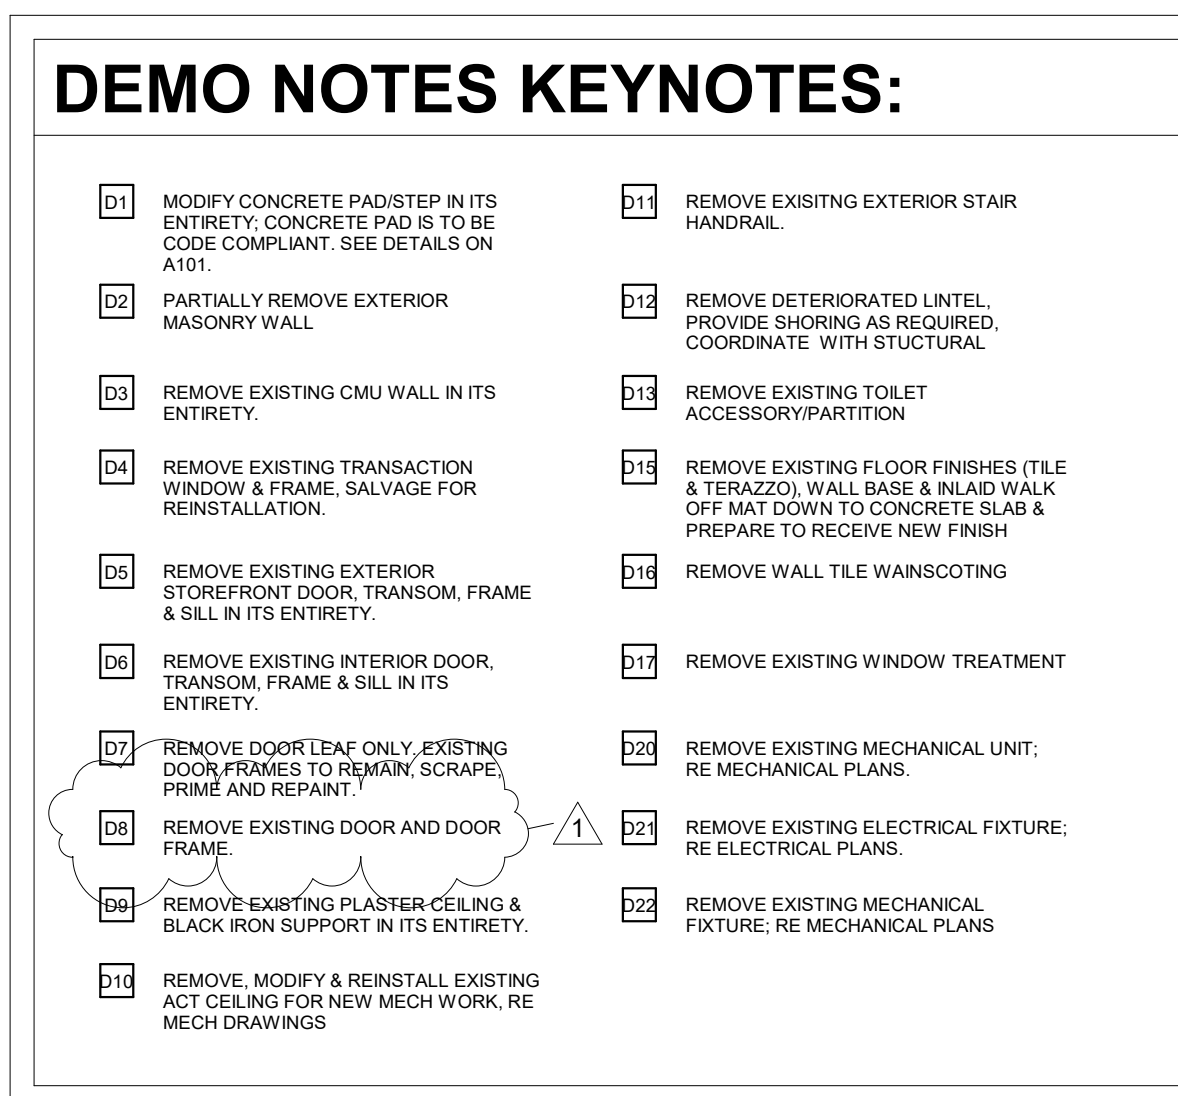 DEMO NOTES KEYNOTES:
D1
MODIFY CONCRETE PAD/STEP IN ITS
ENTIRETY; CONCRETE PAD IS TO BE
CODE COMPLIANT. SEE DETAILS ON
A101.
D2
PARTIALLY REMOVE EXTERIOR
MASONRY WALL
D3
REMOVE EXISTING CMU WALL IN ITS
ENTIRETY.
D4
REMOVE EXISTING TRANSACTION
WINDOW & FRAME, SALVAGE FOR
REINSTALLATION.
D5
REMOVE EXISTING EXTERIOR
STOREFRONT DOOR, TRANSOM, FRAME
& SILL IN ITS ENTIRETY.
D6
REMOVE EXISTING INTERIOR DOOR,
TRANSOM, FRAME & SILL IN ITS
ENTIRETY.
D7
REMOVE DOOR LEAF ONLY. EXISTING
DOOR FRAMES TO REMAIN, SCRAPE,
PRIME AND REPAINT.
D8
REMOVE EXISTING DOOR AND DOOR
FRAME.
1
D9
REMOVE EXISTING PLASTER CEILING &
BLACK IRON SUPPORT IN ITS ENTIRETY.
D10
REMOVE, MODIFY & REINSTALL EXISTING
ACT CEILING FOR NEW MECH WORK, RE
MECH DRAWINGS
D11
REMOVE EXISITNG EXTERIOR STAIR
HANDRAIL.
D12
REMOVE DETERIORATED LINTEL,
PROVIDE SHORING AS REQUIRED,
COORDINATE WITH STUCTURAL
D13
REMOVE EXISTING TOILET
ACCESSORY/PARTITION
D15
REMOVE EXISTING FLOOR FINISHES (TILE
& TERAZZO), WALL BASE & INLAID WALK
OFF MAT DOWN TO CONCRETE SLAB &
PREPARE TO RECEIVE NEW FINISH
D16
REMOVE WALL TILE WAINSCOTING
D17
REMOVE EXISTING WINDOW TREATMENT
D20
REMOVE EXISTING MECHANICAL UNIT;
RE MECHANICAL PLANS.
D21
REMOVE EXISTING ELECTRICAL FIXTURE;
RE ELECTRICAL PLANS.
D22
REMOVE EXISTING MECHANICAL
FIXTURE; RE MECHANICAL PLANS